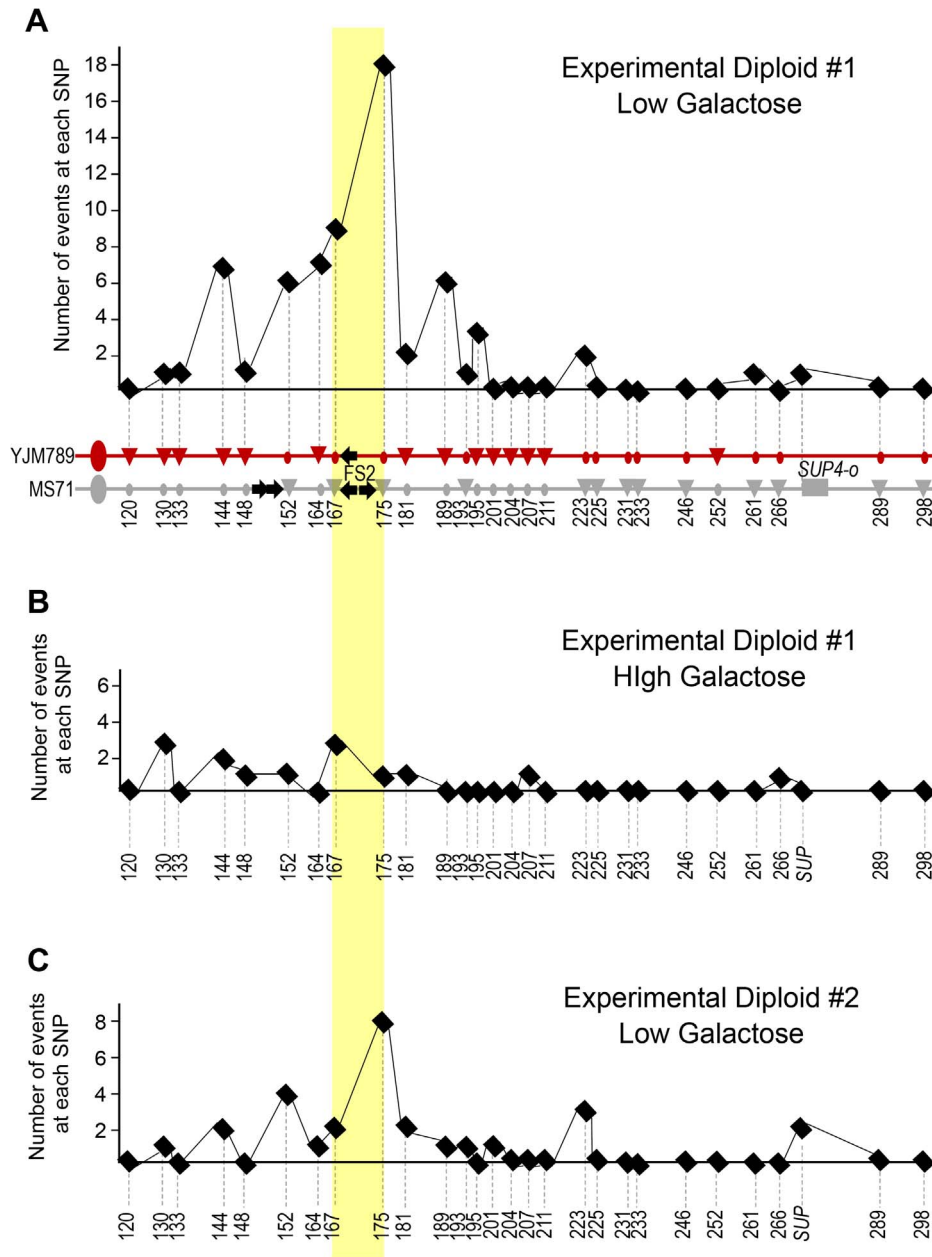 A
Number of events at each SNP
18
16
14
12
10
8
6
4
2
Experimental Diploid #1
Low Galactose
YJM789
FS2
SUP4-o
MS71
120 130 133 144 148 152 164 167 175 181 189 193 195 201 204 207 211 223 225 231 233 246 252 261 266 289 298
B
Number of events
at each SNP
6
4
2
Experimental Diploid #1
HIgh Galactose
120 130 133 144 148 152 164 167 175 181 189 193 195 201 204 207 211 223 225 231 233 246 252 261 266 SUP 289 298
C
Number of events
at each SNP
8
6
4
2
Experimental Diploid #2
Low Galactose
120 130 133 144 148 152 164 167 175 181 189 193 195 201 204 207 211 223 225 231 233 246 252 261 266 SUP 289 298